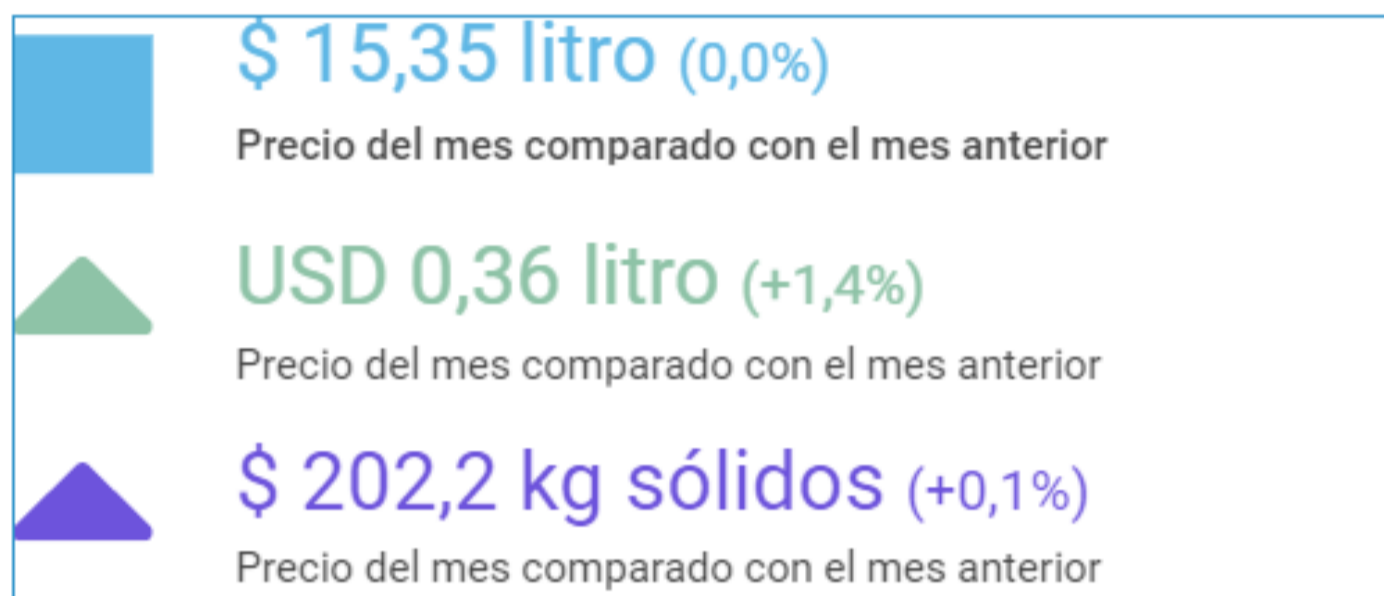 $ 15,35 litro (0,0%)
Precio del mes comparado con el mes anterior
USD 0,36 litro (+1,4%)
Precio del mes comparado con el mes anterior
$ 202,2 kg sólidos (+0,1%)
Precio del mes comparado con el mes anterior